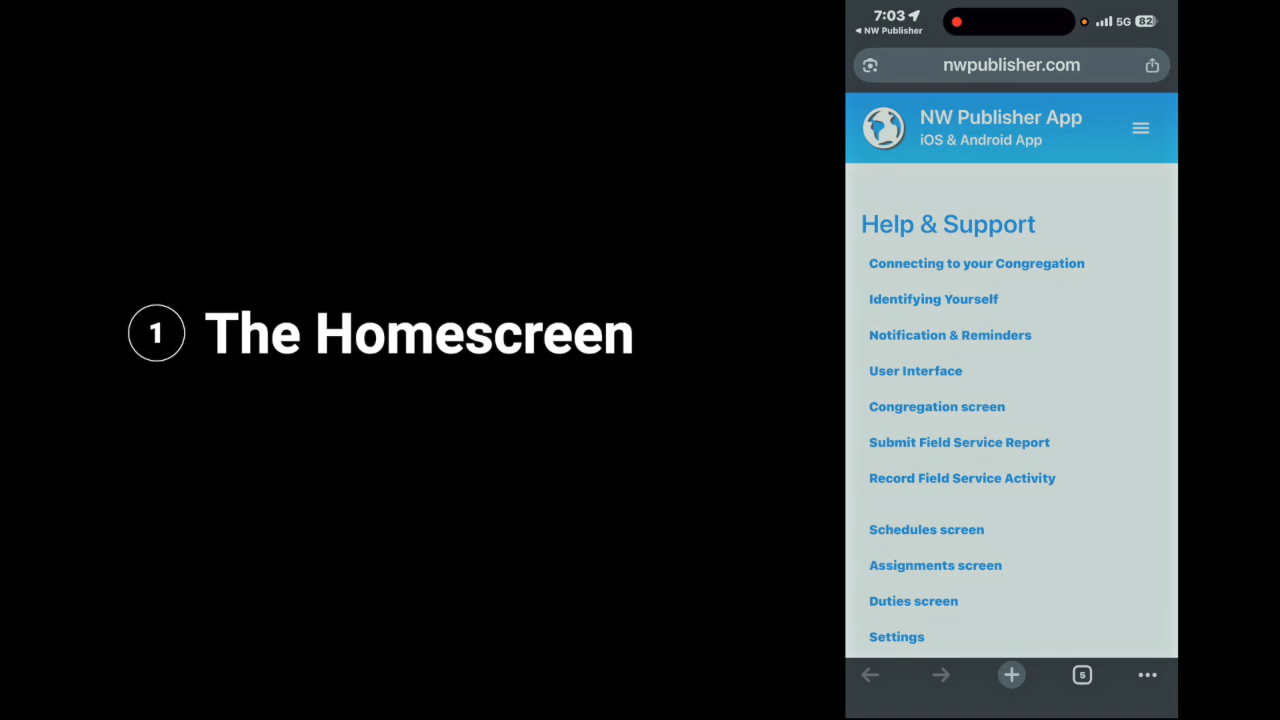 1 The Homescreen
7:03
NW Publisher
5G 82
nwpublisher.com
NW Publisher App
iOS & Android App
Help & Support
Connecting to your Congregation
Identifying Yourself
Notification & Reminders
User Interface
Congregation screen
Submit Field Service Report
Record Field Service Activity
Schedules screen
Assignments screen
Duties screen
Settings
5